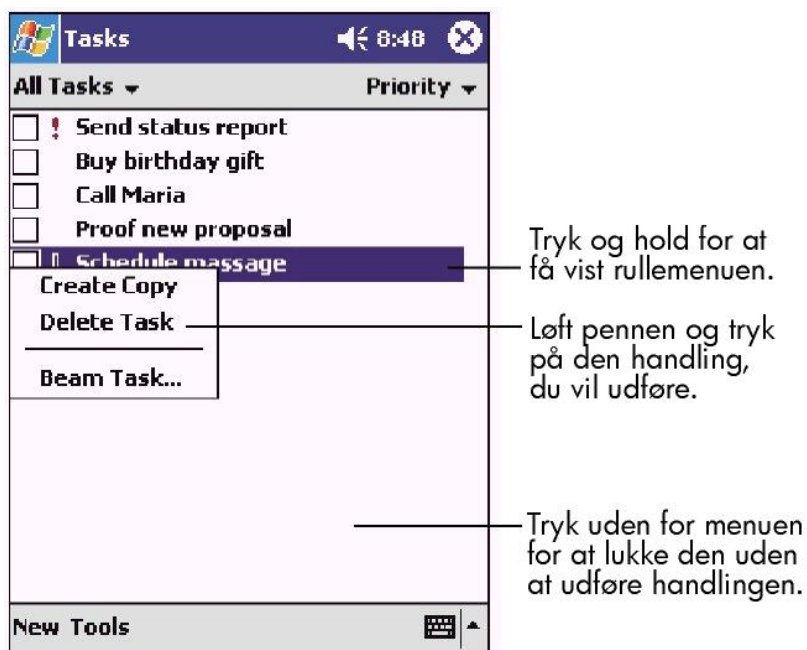 Tasks 8:48
All Tasks Priority
! Send status report
Buy birthday gift
Call Maria
Proof new proposal
Schedule massage
Create Copy
Delete Task
Beam Task...
New Tools
Tryk og hold for at
få vist rullemenuen.
Løft pennen og tryk
på den handling,
du vil udføre.
Tryk uden for menuen
for at lukke den uden
at udføre handlingen.